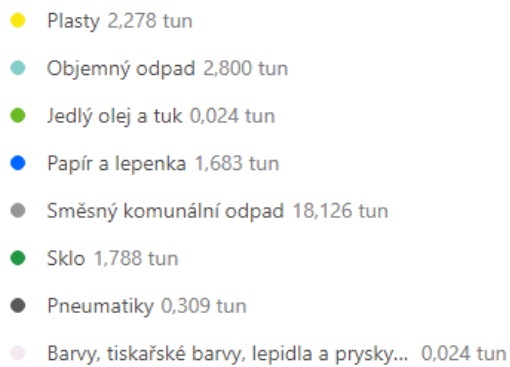 Plasty 2,278 tun
Objemný odpad 2,800 tun
Jedlý olej a tuk 0,024 tun
Papír a lepenka 1,683 tun
Směsný komunální odpad 18,126 tun
Sklo 1,788 tun
Pneumatiky 0,309 tun
Barvy, tiskařské barvy, lepidla a prysky... 0,024 tun